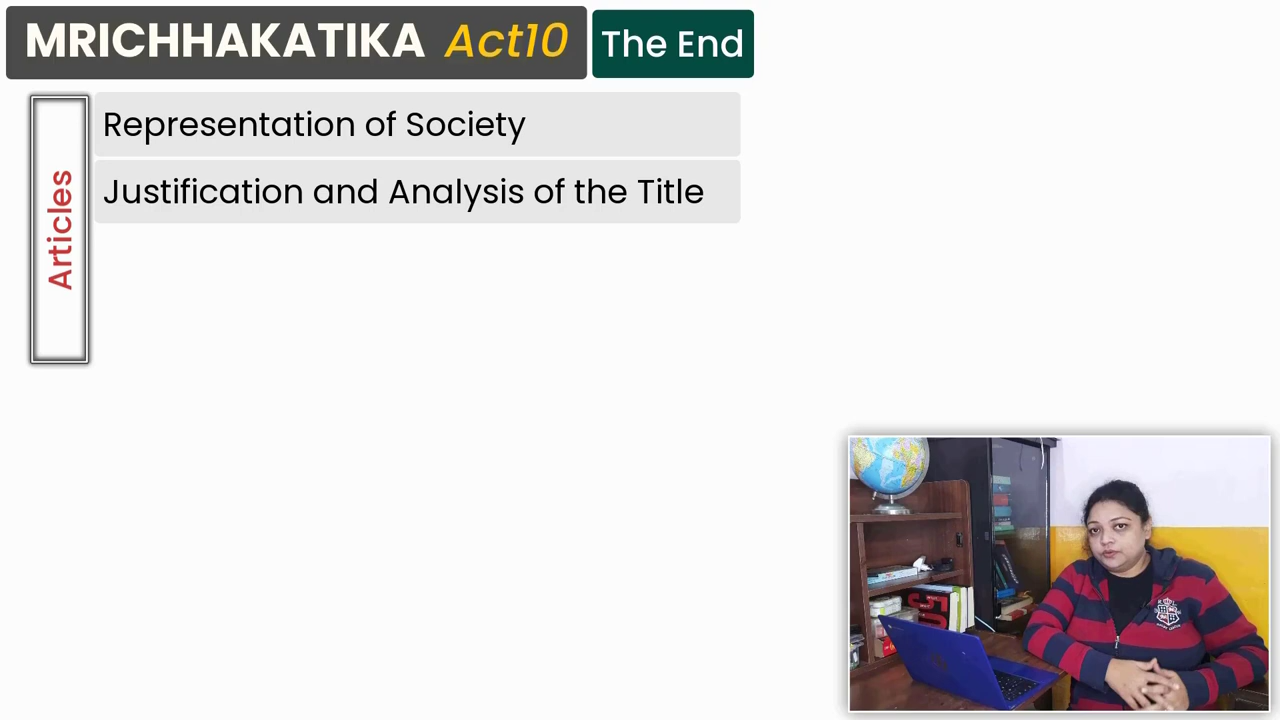 MRICHHAKATIKA Act10 The End
Articles
Representation of Society
Justification and Analysis of the Title